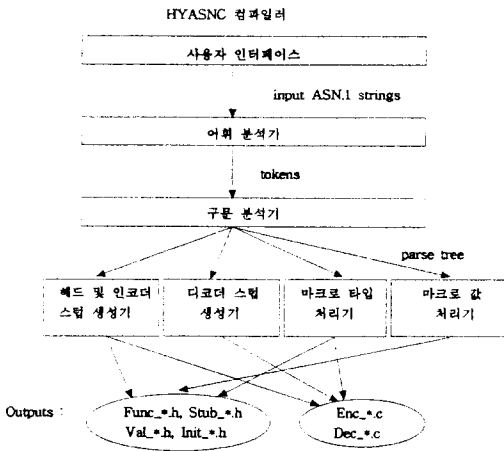 HYASNC 컴파일러
사용자 인터페이스
input ASN.1 strings
어휘 분석기
tokens
구문 분석기
parse tree
헤드 및 인코더
스텁 생성기
디코더 스텁
생성기
마크로 타입
처리기
마크로 값
처리기
Outputs :
Func_*.h, Stub_*.h
Val_*.h, Init_*.h
Enc_*.c
Dec_*.c